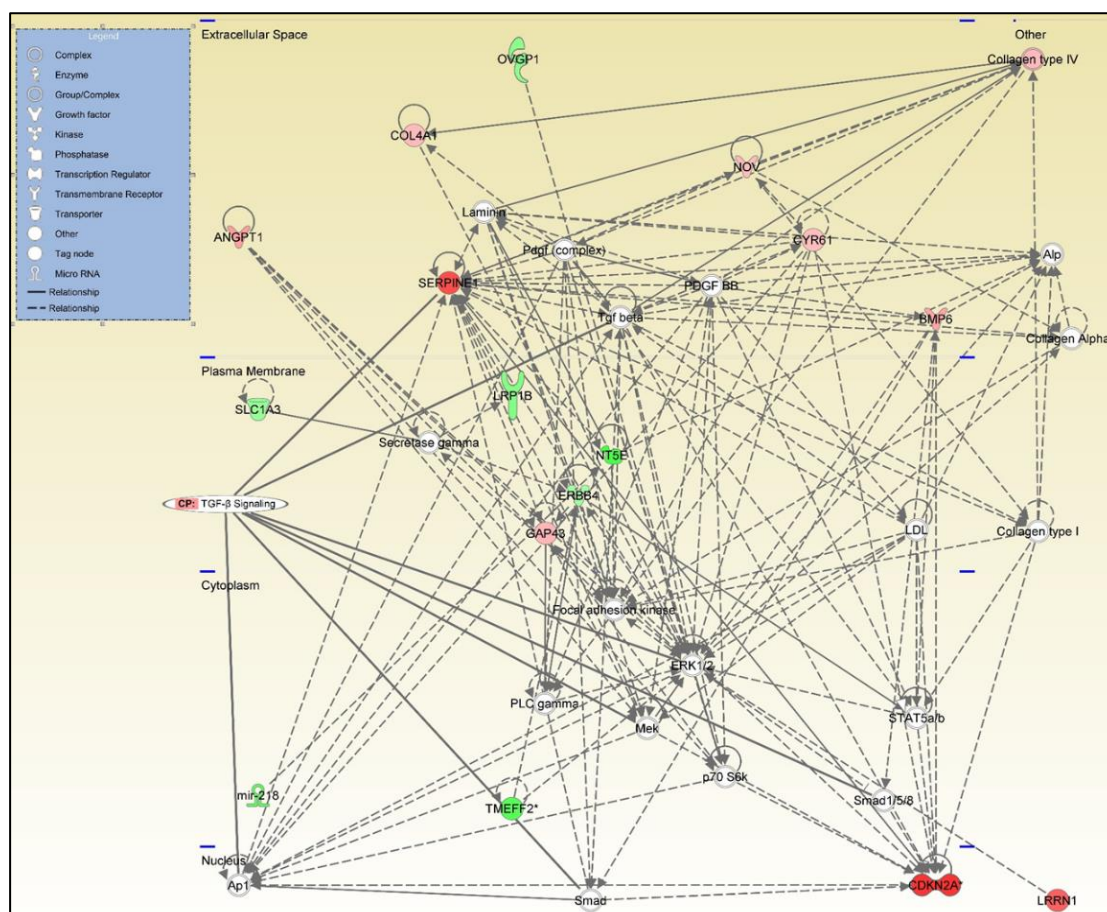 Legend
Complex
Enzyme
Group/Complex
Growth factor
Kinase
Phosphatase
Transcription Regulator
Transmembrane Receptor
Transporter
Other
Tag node
Micro RNA
Relationship
Relationship
Extracellular Space
Other
OVGP1
Collagen type IV
COL4A1
NOV
Laminin
ANGPT1
CYR61
Pdgf (complex)
Alp
SERPINE1
PDGF BB
Tgf beta
BMP6
Collagen Alpha
Plasma Membrane
LRP1B
SLC1A3
Secretase gamma
NT5E
ERBB4
CP: TGF-β Signaling
GAP43
LDL
Collagen type I
Cytoplasm
Focal adhesion kinase
ERK1/2
PLC gamma
STAT5a/b
Mek
p70 S6k
mir-218
Smad1/5/8
TMEFF2*
Nucleus
Ap1
CDKN2A*
Smad
LRRN1